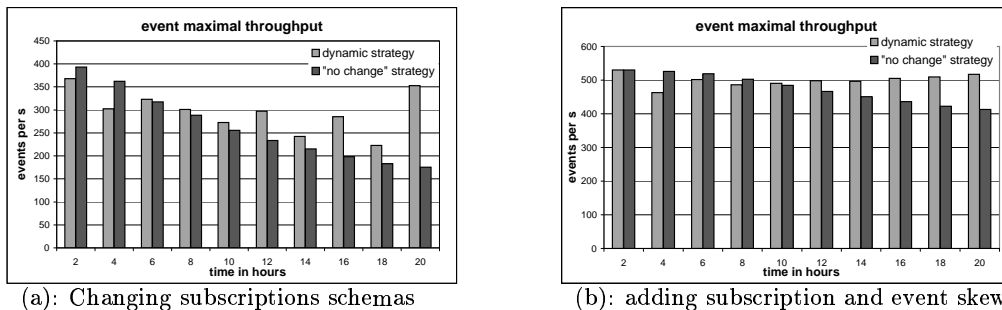 event maximal throughput
events per s
450
400
350
300
250
200
150
100
50
0
dynamic strategy
"no change" strategy
2 4 6 8 10 12 14 16 18 20
time in hours
(a): Changing subscriptions schemas
event maximal throughput
events per s
600
500
400
300
200
100
0
dynamic strategy
"no change" strategy
2 4 6 8 10 12 14 16 18 20
time in hours
(b): adding subscription and event skew